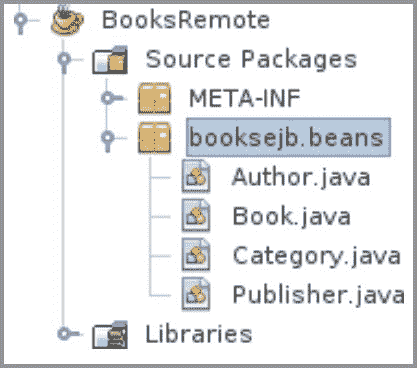 BooksRemote
Source Packages
META-INF
booksejb.beans
Author.java
Book.java
Category.java
Publisher.java
Libraries